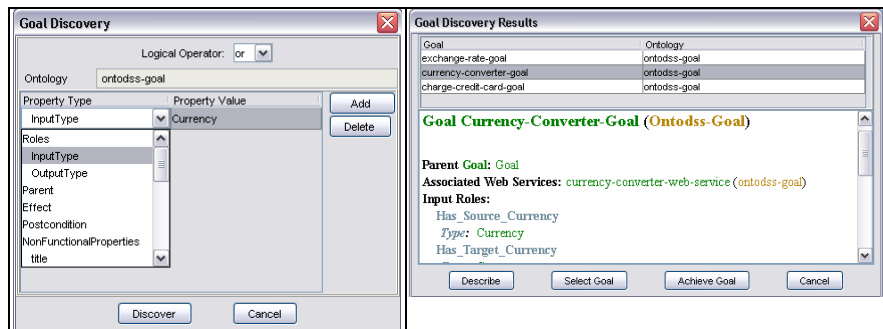 Goal Discovery
Logical Operator: or
Ontology ontodss-goal
Property Type Property Value
InputType Currency
Add
Delete
Roles
InputType
OutputType
Parent
Effect
Postcondition
NonFunctionalProperties
title
Discover Cancel
Goal Discovery Results
Goal Ontology
exchange-rate-goal ontodss-goal
currency-converter-goal ontodss-goal
charge-credit-card-goal ontodss-goal
Goal Currency-Converter-Goal (Ontodss-Goal)
Parent Goal: Goal
Associated Web Services: currency-converter-web-service (ontodss-goal)
Input Roles:
Has_Source_Currency
Type: Currency
Has_Target_Currency
Describe Select Goal Achieve Goal Cancel